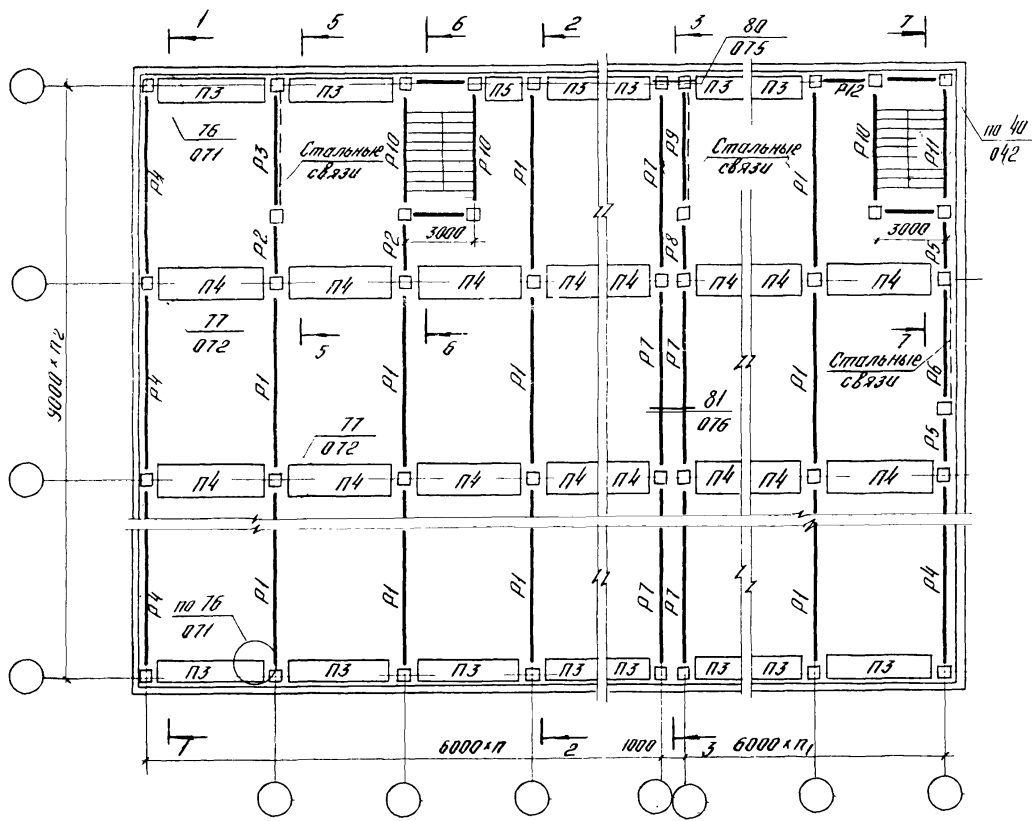 1 5 6 2 3 80 7
075
П3 П3 П5 П3 П3 П3 П3 Р12
76
071
по 40
042
Р4 Р3 Р10 Р10 Р1 Р7 Р9 Р1 Р10 Р11
Стальные
связи
Стальные
связи
3000 3000
Р2 Р2 Р8 Р5
П4 П4 П4 П4 П4 П4 П4 П4
77
072
5 6 7
9000×п2
Стальные
связи
Р4 Р1 Р1 Р1 Р7 Р7 Р1 Р6
81
076
Р5
77
072
П4 П4 П4 П4 П4 П4 П4 П4
Р4 Р1 Р1 Р1 Р7 Р7 Р1 Р4
по 76
071
П3 П3 П3 П3 П3 П3 П3 П3
1 6000×п 2 1000 3 6000×п1